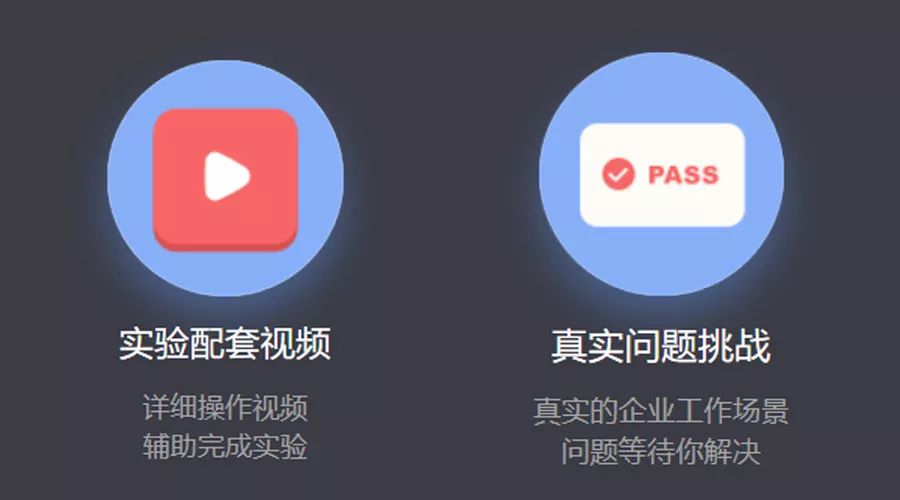 PASS
实验配套视频
详细操作视频
辅助完成实验
真实问题挑战
真实的企业工作场景
问题等待你解决